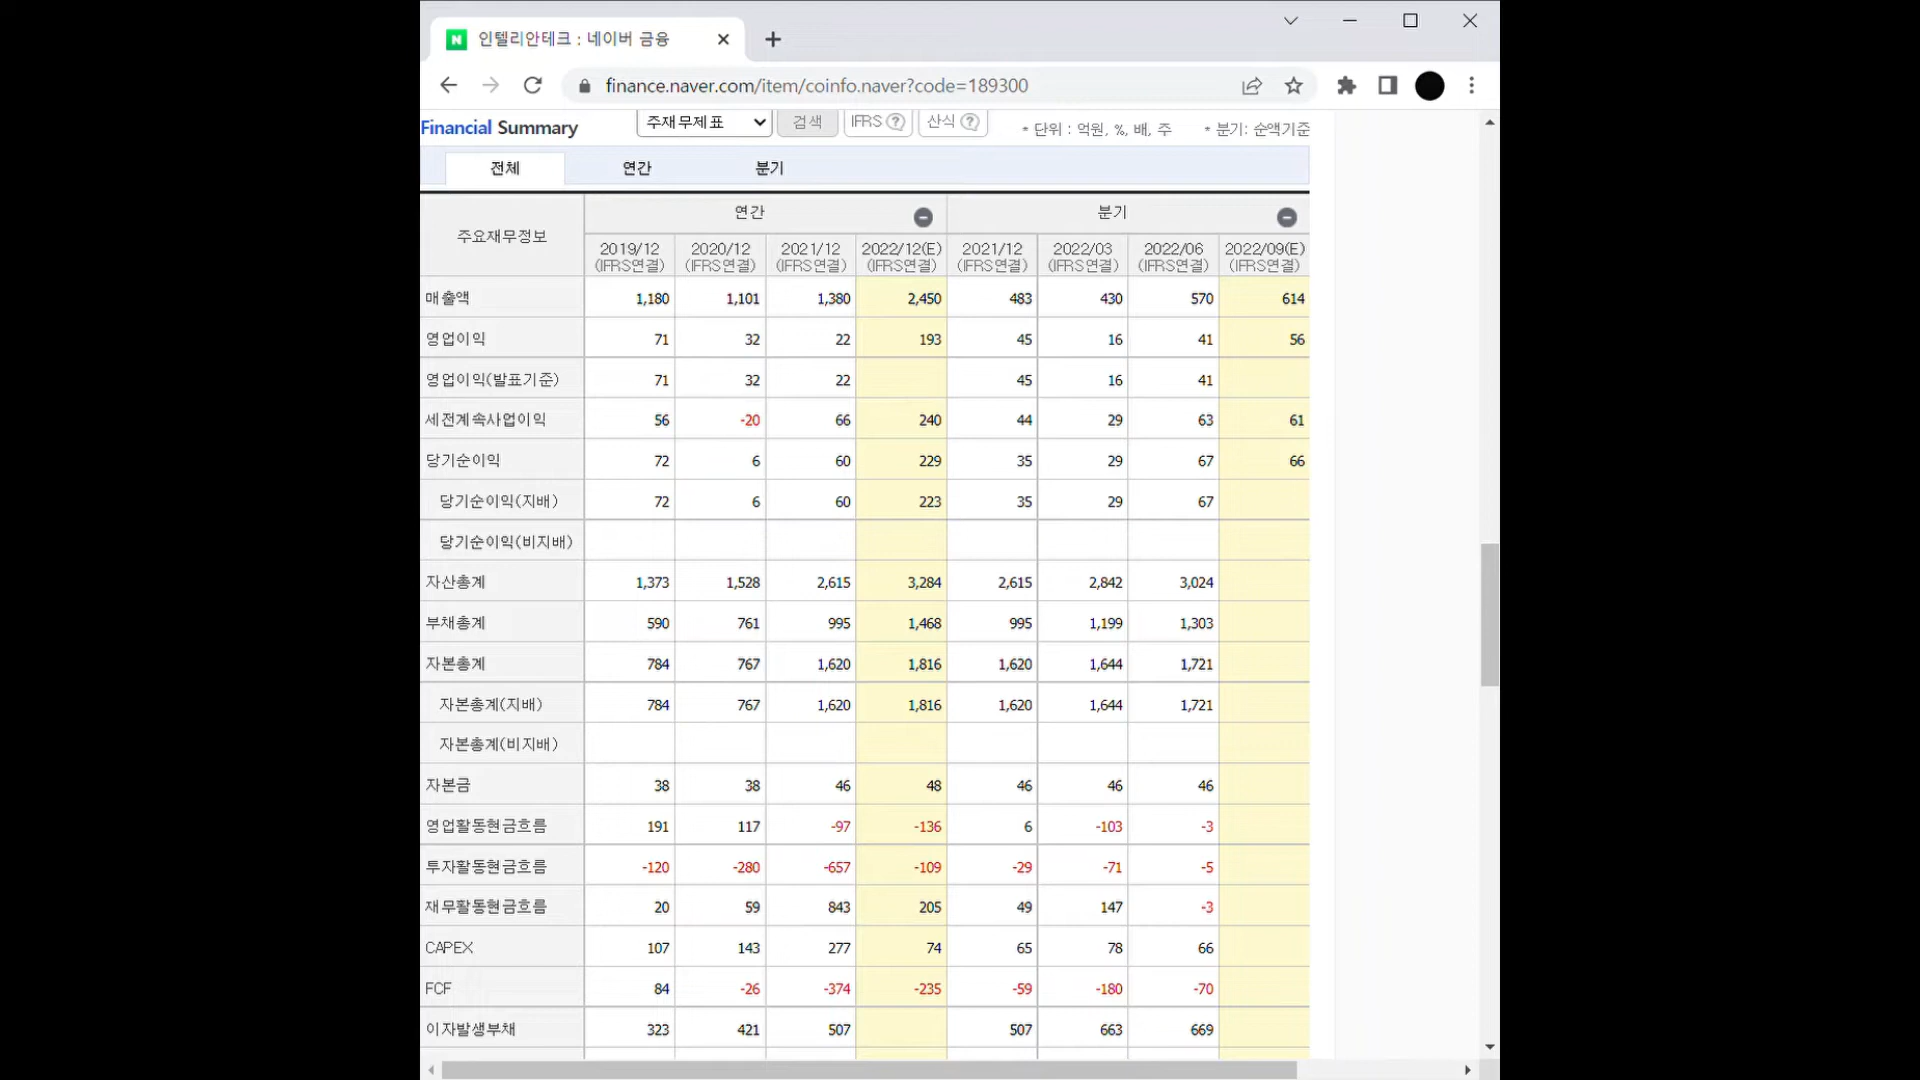 인텔리안테크 : 네이버 금융
finance.naver.com/item/coinfo.naver?code=189300
Financial Summary 주재무제표 검색 IFRS ? 산식 ? * 단위 : 억원, %, 배, 주 * 분기: 순액기준
전체 연간 분기
주요재무정보 연간 분기
2019/12 2020/12 2021/12 2022/12(E) 2021/12 2022/03 2022/06 2022/09(E)
(IFRS연결) (IFRS연결) (IFRS연결) (IFRS연결) (IFRS연결) (IFRS연결) (IFRS연결) (IFRS연결)
매출액 1,180 1,101 1,380 2,450 483 430 570 614
영업이익 71 32 22 193 45 16 41 56
영업이익(발표기준) 71 32 22 45 16 41
세전계속사업이익 56 -20 66 240 44 29 63 61
당기순이익 72 6 60 229 35 29 67 66
당기순이익(지배) 72 6 60 223 35 29 67
당기순이익(비지배)
자산총계 1,373 1,528 2,615 3,284 2,615 2,842 3,024
부채총계 590 761 995 1,468 995 1,199 1,303
자본총계 784 767 1,620 1,816 1,620 1,644 1,721
자본총계(지배) 784 767 1,620 1,816 1,620 1,644 1,721
자본총계(비지배)
자본금 38 38 46 48 46 46 46
영업활동현금흐름 191 117 -97 -136 6 -103 -3
투자활동현금흐름 -120 -280 -657 -109 -29 -71 -5
재무활동현금흐름 20 59 843 205 49 147 -3
CAPEX 107 143 277 74 65 78 66
FCF 84 -26 -374 -235 -59 -180 -70
이자발생부채 323 421 507 507 663 669